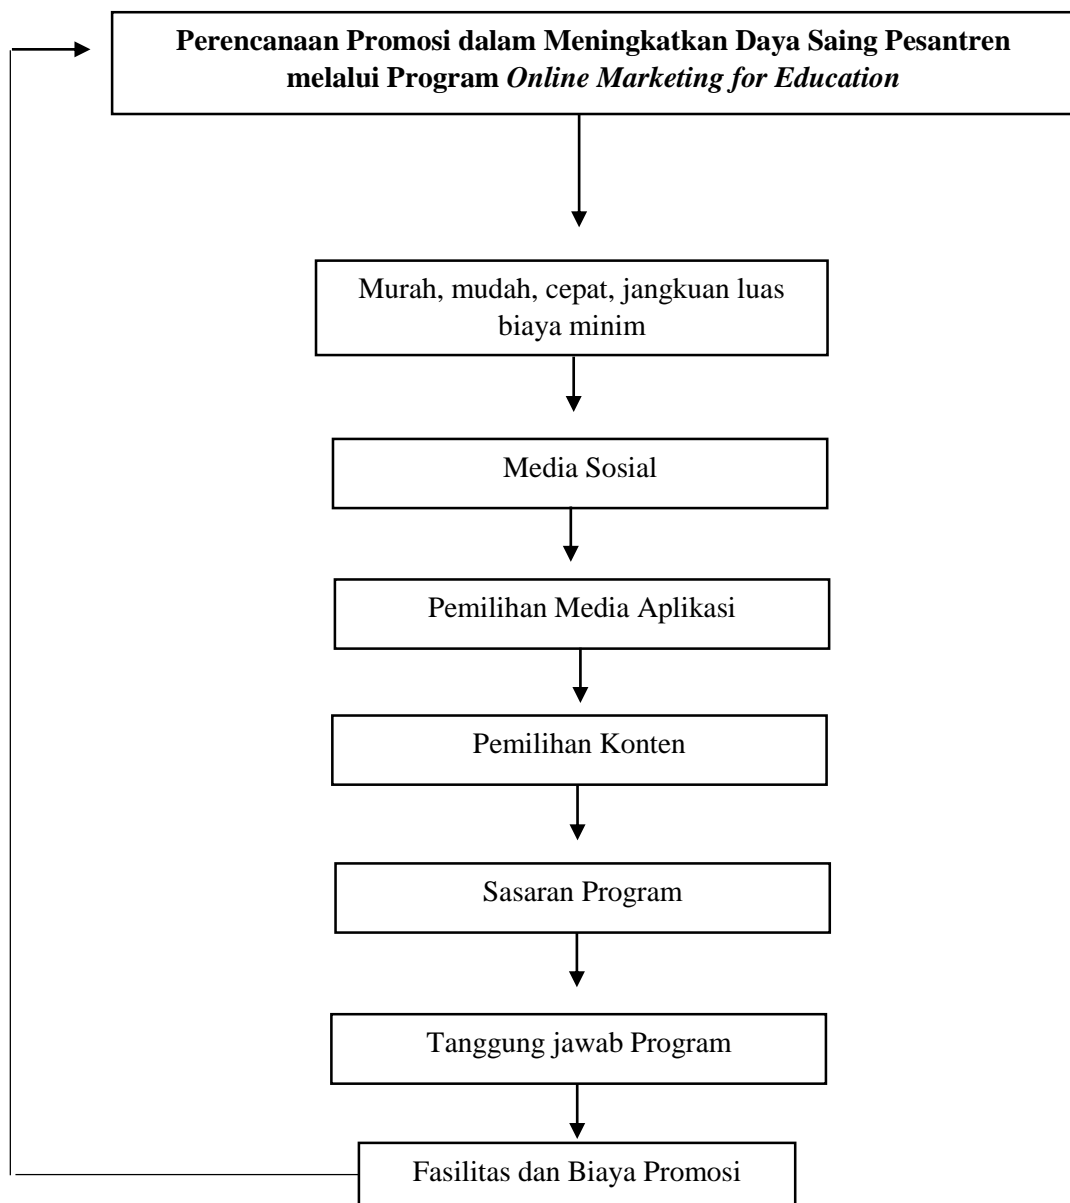 Perencanaan Promosi dalam Meningkatkan Daya Saing Pesantren
melalui Program Online Marketing for Education
Murah, mudah, cepat, jangkuan luas
biaya minim
Media Sosial
Pemilihan Media Aplikasi
Pemilihan Konten
Sasaran Program
Tanggung jawab Program
Fasilitas dan Biaya Promosi